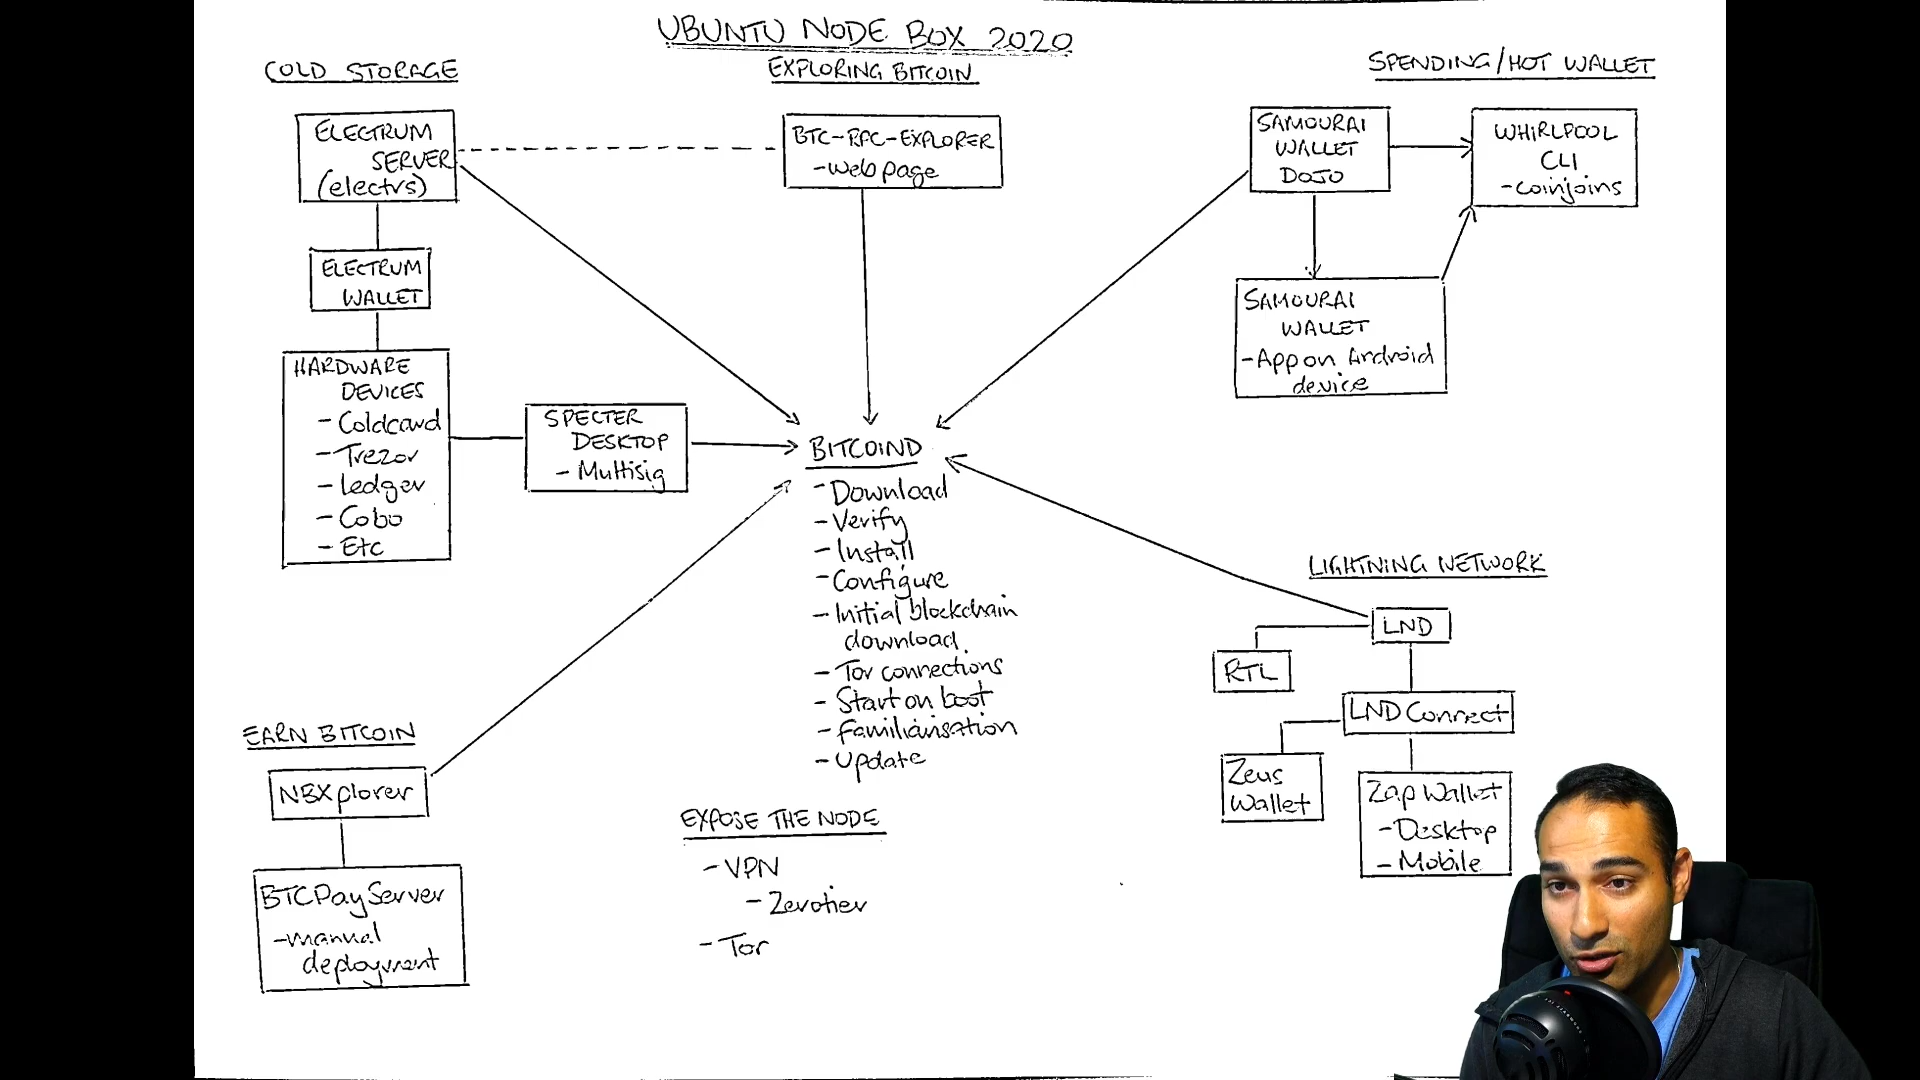 UBUNTU NODE BOX 2020
COLD STORAGE
ELECTRUM
SERVER
(electrs)
ELECTRUM
WALLET
HARDWARE
DEVICES
- Coldcard
- Trezor
- Ledger
- Cobo
- Etc
SPECTER
DESKTOP
- Multisig
EXPLORING BITCOIN
BTC-RPC-EXPLORER
- Web page
SPENDING/HOT WALLET
SAMOURAI
WALLET
DOJO
WHIRLPOOL
CLI
- coinjoins
SAMOURAI
WALLET
- App on Android
device
BITCOIND
- Download
- Verify
- Install
- Configure
- Initial blockchain
download
- Tor connections
- Start on boot
- Familiarisation
- Update
LIGHTNING NETWORK
LND
RTL
LND Connect
Zeus
Wallet
Zap Wallet
- Desktop
- Mobile
EARN BITCOIN
NBXplorer
BTCPay Server
- manual
deployment
EXPOSE THE NODE
- VPN
- Zerotier
- Tor